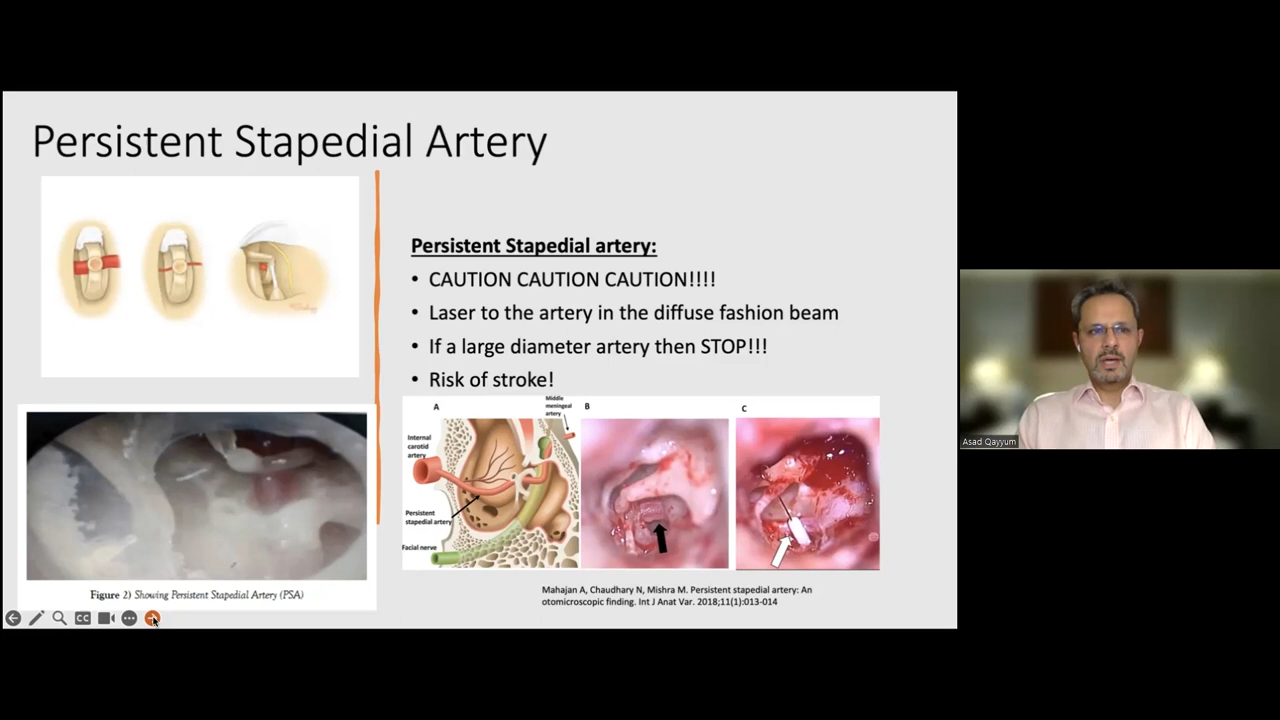 Persistent Stapedial Artery
Persistent Stapedial artery:
• CAUTION CAUTION CAUTION!!!!
• Laser to the artery in the diffuse fashion beam
• If a large diameter artery then STOP!!!
• Risk of stroke!
A
Middle
meningeal
artery
B
C
Internal
carotid
artery
Persistent
stapedial artery
Facial nerve
Figure 2) Showing Persistent Stapedial Artery (PSA)
Mahajan A, Chaudhary N, Mishra M. Persistent stapedial artery: An
otomicroscopic finding. Int J Anat Var. 2018;11(1):013-014
CC
Asad Qayyum